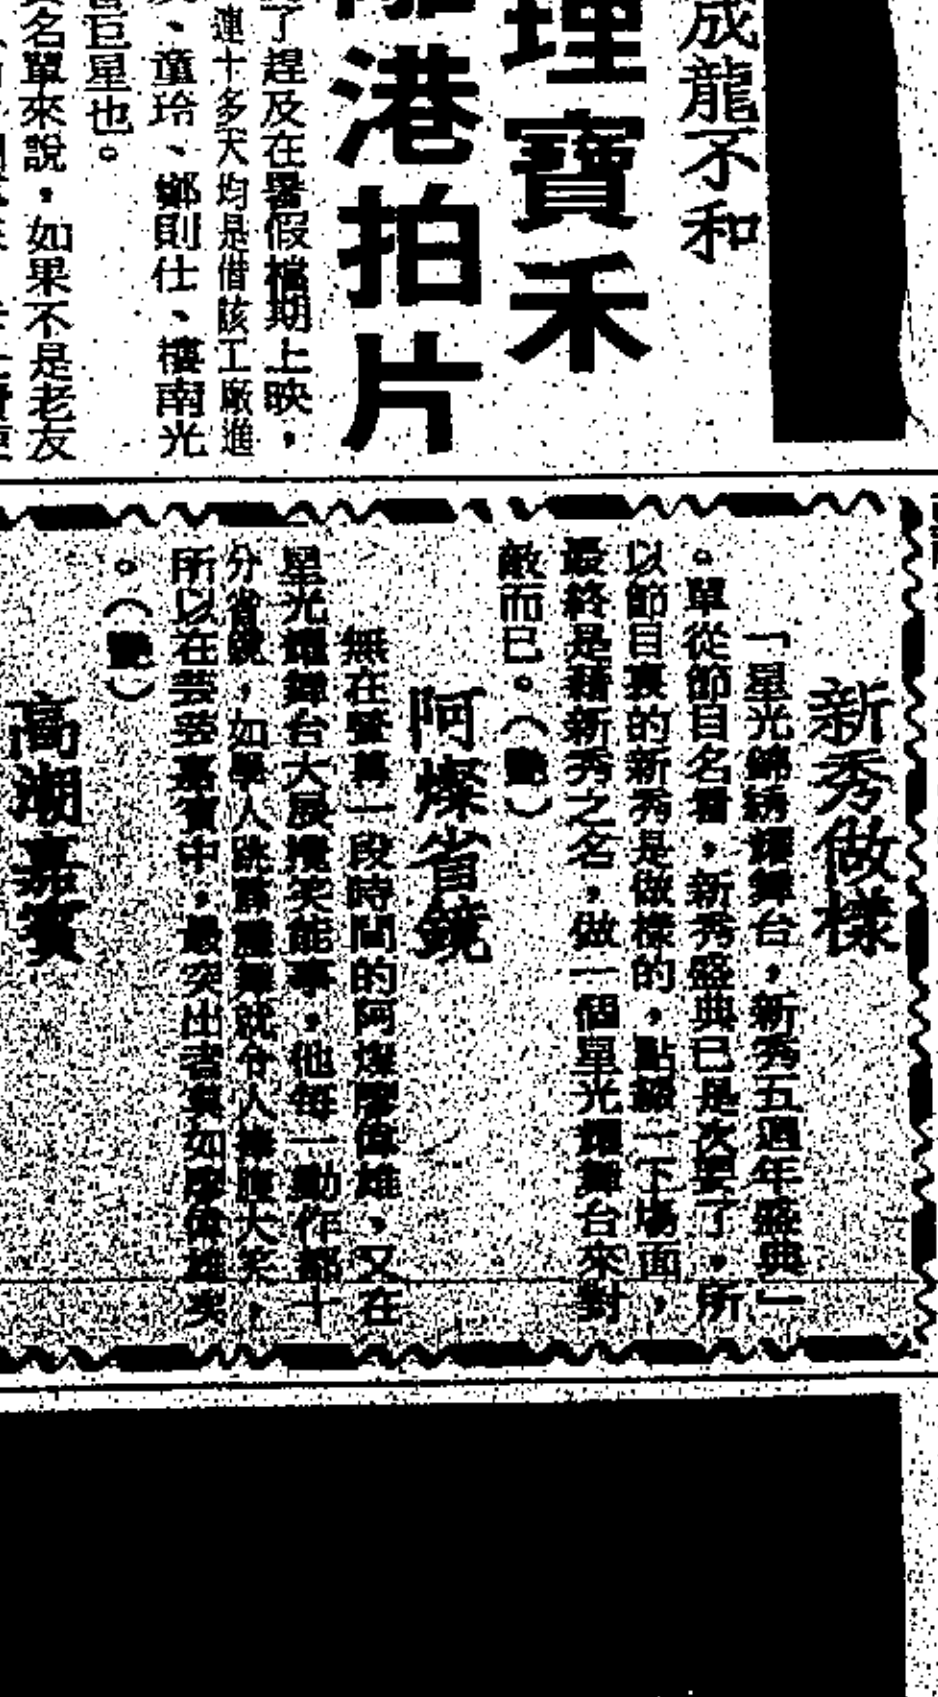 成龍不和
理寶禾
港拍片
了趕及在暑假檔期上映，
連十多天均是借該工廠進
、童玲、鄭則仕、樓南光
巨星也。
名單來說，如果不是老友
新秀做樣
「星光錦綉耀舞台，新秀五週年盛典」
。單從節目名看，新秀盛典已是次要了，所
以節目裏的新秀是做樣的，點綴一下場面，
最終是藉新秀之名，做一個星光耀舞台來對
敵而已。（艷）
阿燦省鏡
無在螢幕一段時間的阿燦廖偉雄，又在
星光耀舞台大展搞笑能事，他每一動作都十
分省鏡，如學人跳舞就令人捧腹大笑，
所以在芸芸嘉賓中，最突出者莫如廖偉雄矣
。（艷）
高潮嘉賓